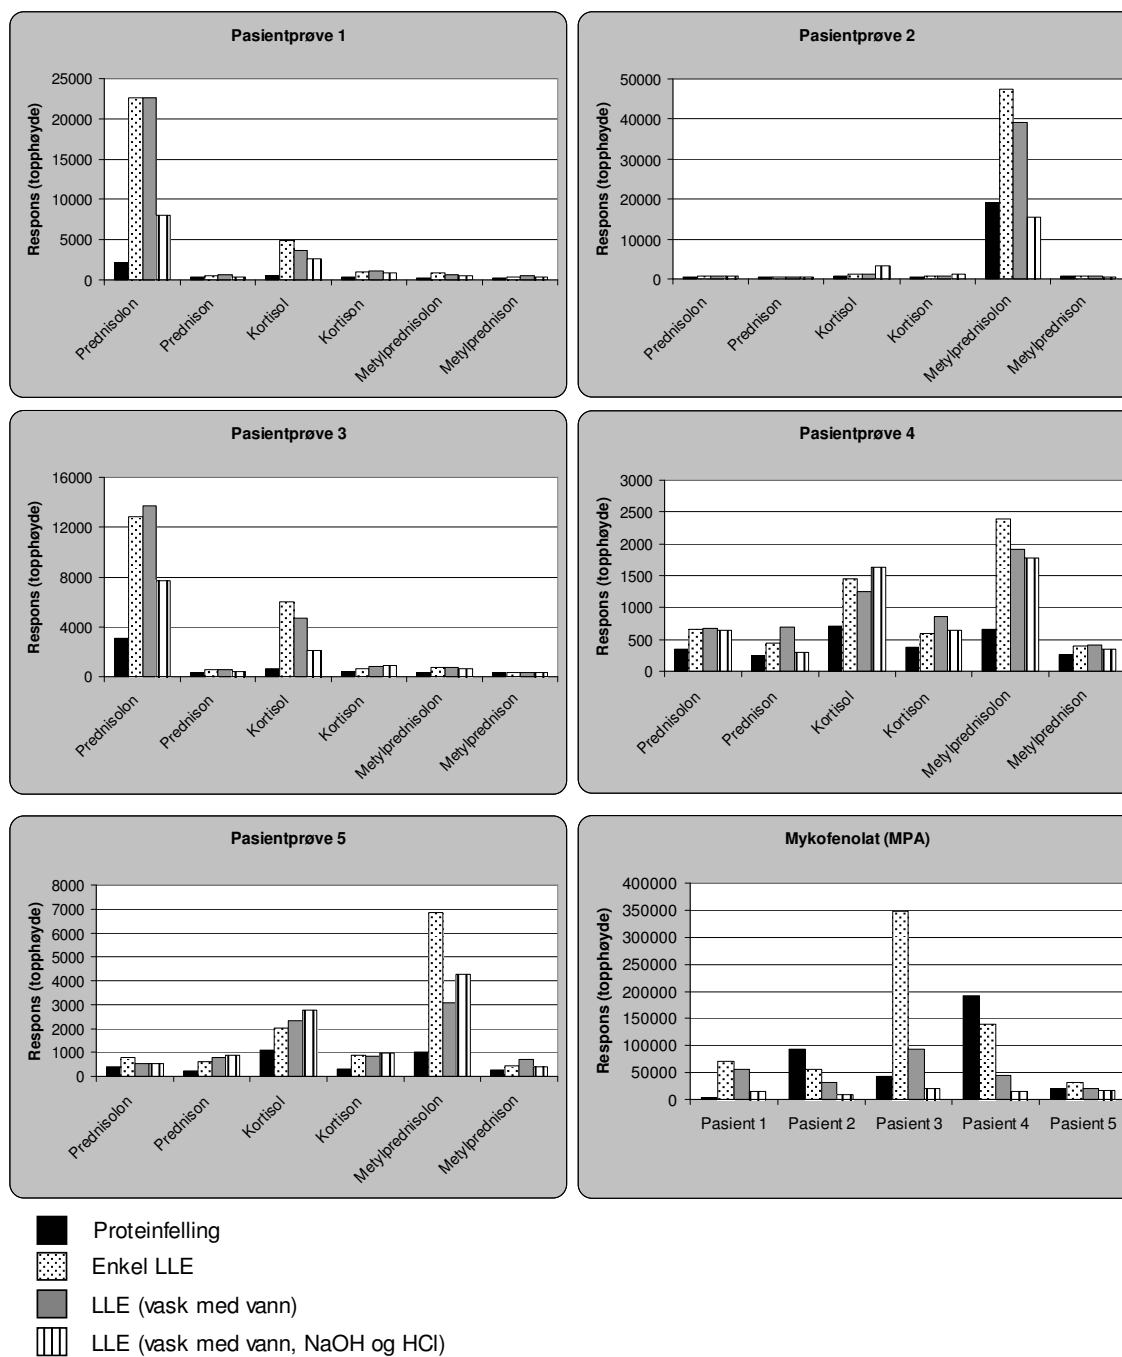 Pasientprøve 1
Respons (topphøyde)
25000
20000
15000
10000
5000
0
Prednisolon
Prednison
Kortisol
Kortison
Metylprednisolon
Metylprednison
Pasientprøve 2
Respons (topphøyde)
50000
40000
30000
20000
10000
0
Prednisolon
Prednison
Kortisol
Kortison
Metylprednisolon
Metylprednison
Pasientprøve 3
Respons (topphøyde)
16000
12000
8000
4000
0
Prednisolon
Prednison
Kortisol
Kortison
Metylprednisolon
Metylprednison
Pasientprøve 4
Respons (topphøyde)
3000
2500
2000
1500
1000
500
0
Prednisolon
Prednison
Kortisol
Kortison
Metylprednisolon
Metylprednison
Pasientprøve 5
Respons (topphøyde)
8000
7000
6000
5000
4000
3000
2000
1000
0
Prednisolon
Prednison
Kortisol
Kortison
Metylprednisolon
Metylprednison
Mykofenolat (MPA)
Respons (topphøyde)
400000
350000
300000
250000
200000
150000
100000
50000
0
Pasient 1 Pasient 2 Pasient 3 Pasient 4 Pasient 5
Proteinfelling
Enkel LLE
LLE (vask med vann)
LLE (vask med vann, NaOH og HCl)